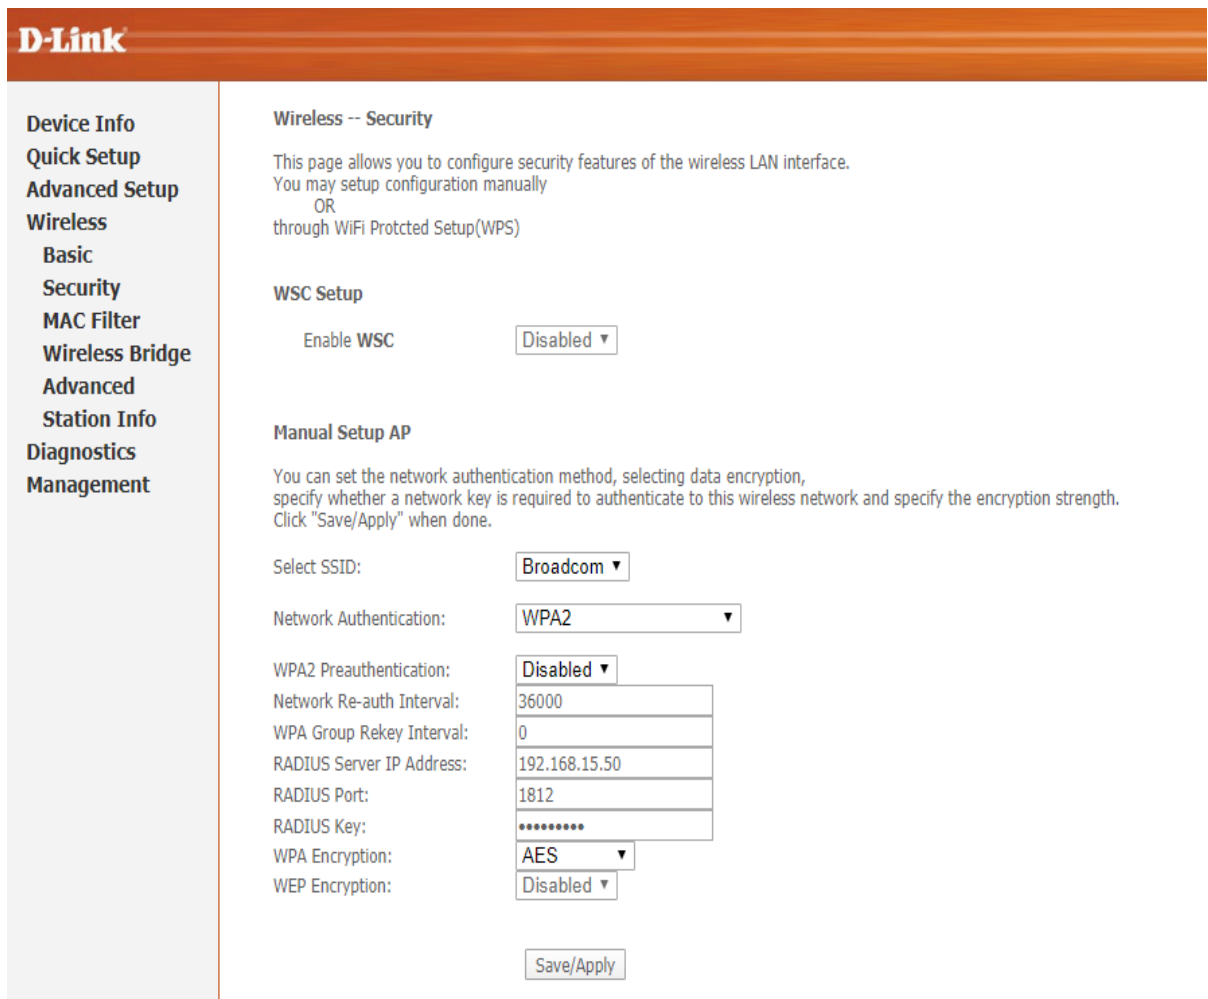 D-Link
Device Info
Quick Setup
Advanced Setup
Wireless
Basic
Security
MAC Filter
Wireless Bridge
Advanced
Station Info
Diagnostics
Management
Wireless -- Security
This page allows you to configure security features of the wireless LAN interface.
You may setup configuration manually
OR
through WiFi Protcted Setup(WPS)
WSC Setup
Enable WSC Disabled
Manual Setup AP
You can set the network authentication method, selecting data encryption,
specify whether a network key is required to authenticate to this wireless network and specify the encryption strength.
Click "Save/Apply" when done.
Select SSID: Broadcom
Network Authentication: WPA2
WPA2 Preauthentication: Disabled
Network Re-auth Interval: 36000
WPA Group Rekey Interval: 0
RADIUS Server IP Address: 192.168.15.50
RADIUS Port: 1812
RADIUS Key: •••••••••
WPA Encryption: AES
WEP Encryption: Disabled
Save/Apply